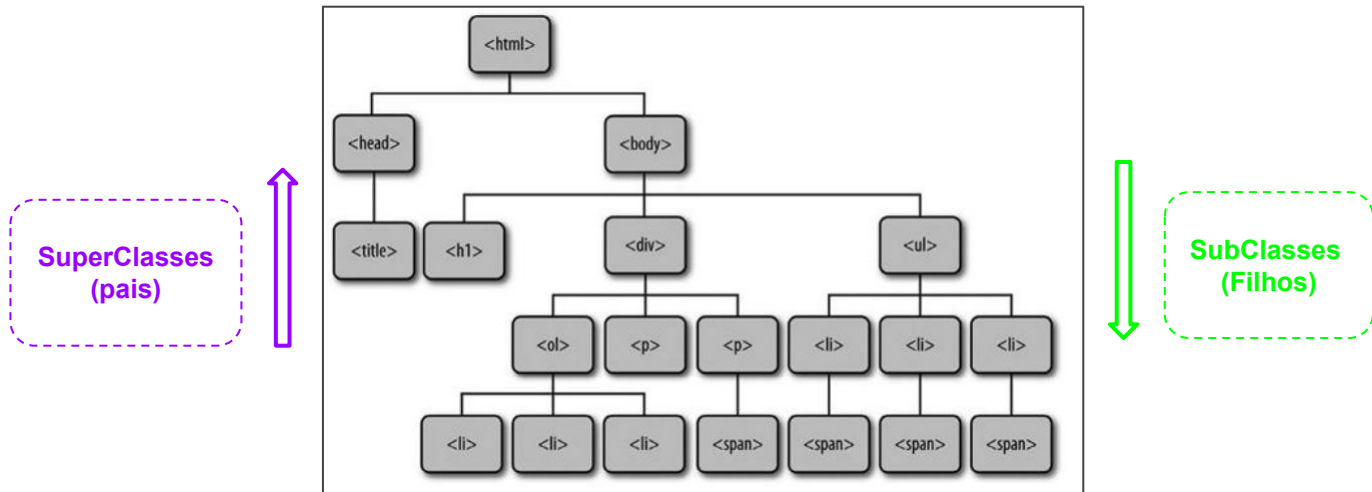 <html>
<head>
<body>
SuperClasses
(pais)
<title>
<h1>
<div>
<ul>
SubClasses
(Filhos)
<ol>
<p>
<p>
<li>
<li>
<li>
<li>
<li>
<li>
<span>
<span>
<span>
<span>